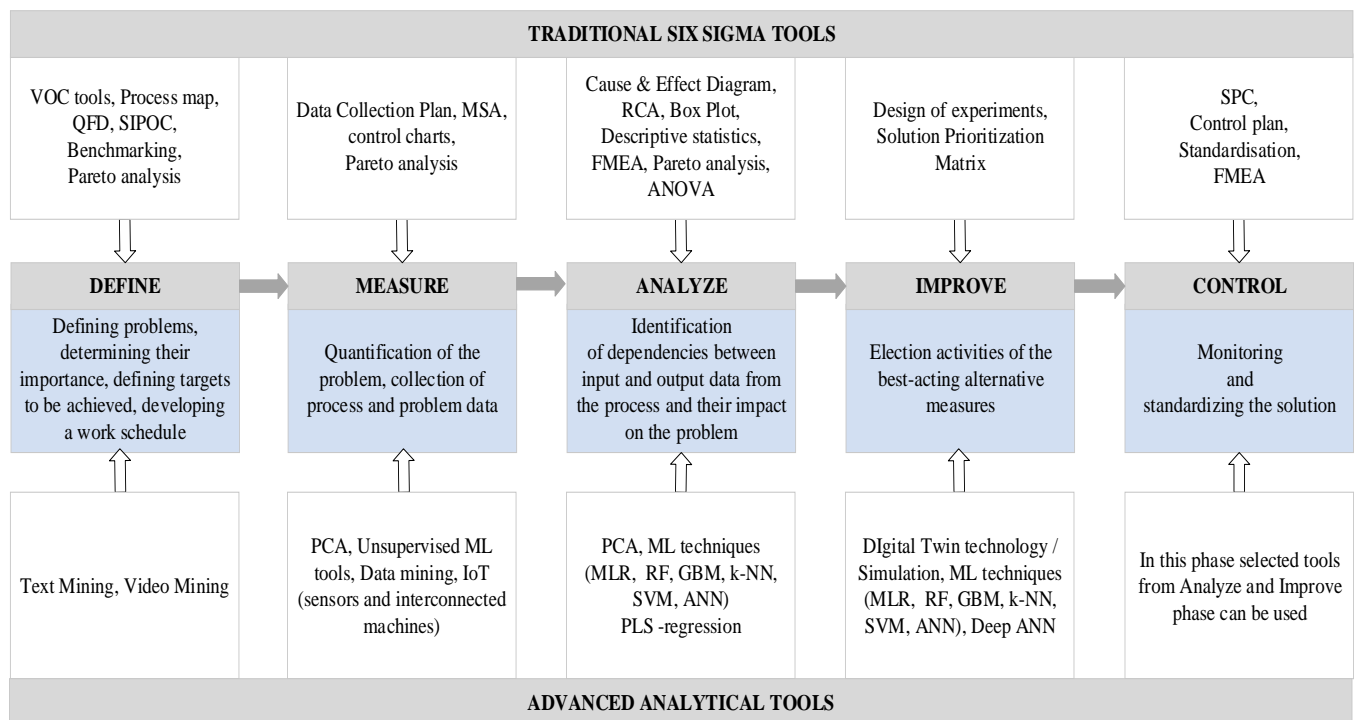 TRADITIONAL SIX SIGMA TOOLS
VOC tools, Process map,
QFD, SIPOC,
Benchmarking,
Pareto analysis
Data Collection Plan, MSA,
control charts,
Pareto analysis
Cause & Effect Diagram,
RCA, Box Plot,
Descriptive statistics,
FMEA, Pareto analysis,
ANOVA
Design of experiments,
Solution Prioritization
Matrix
SPC,
Control plan,
Standardisation,
FMEA
DEFINE
Defining problems,
determining their
importance, defining targets
to be achieved, developing
a work schedule
MEASURE
Quantification of the
problem, collection of
process and problem data
ANALYZE
Identification
of dependencies between
input and output data from
the process and their impact
on the problem
IMPROVE
Election activities of the
best-acting alternative
measures
CONTROL
Monitoring
and
standardizing the solution
Text Mining, Video Mining
PCA, Unsupervised ML
tools, Data mining, IoT
(sensors and interconnected
machines)
PCA, ML techniques
(MLR, RF, GBM, k-NN,
SVM, ANN)
PLS -regression
DIgital Twin technology /
Simulation, ML techniques
(MLR, RF, GBM, k-NN,
SVM, ANN), Deep ANN
In this phase selected tools
from Analyze and Improve
phase can be used
ADVANCED ANALYTICAL TOOLS